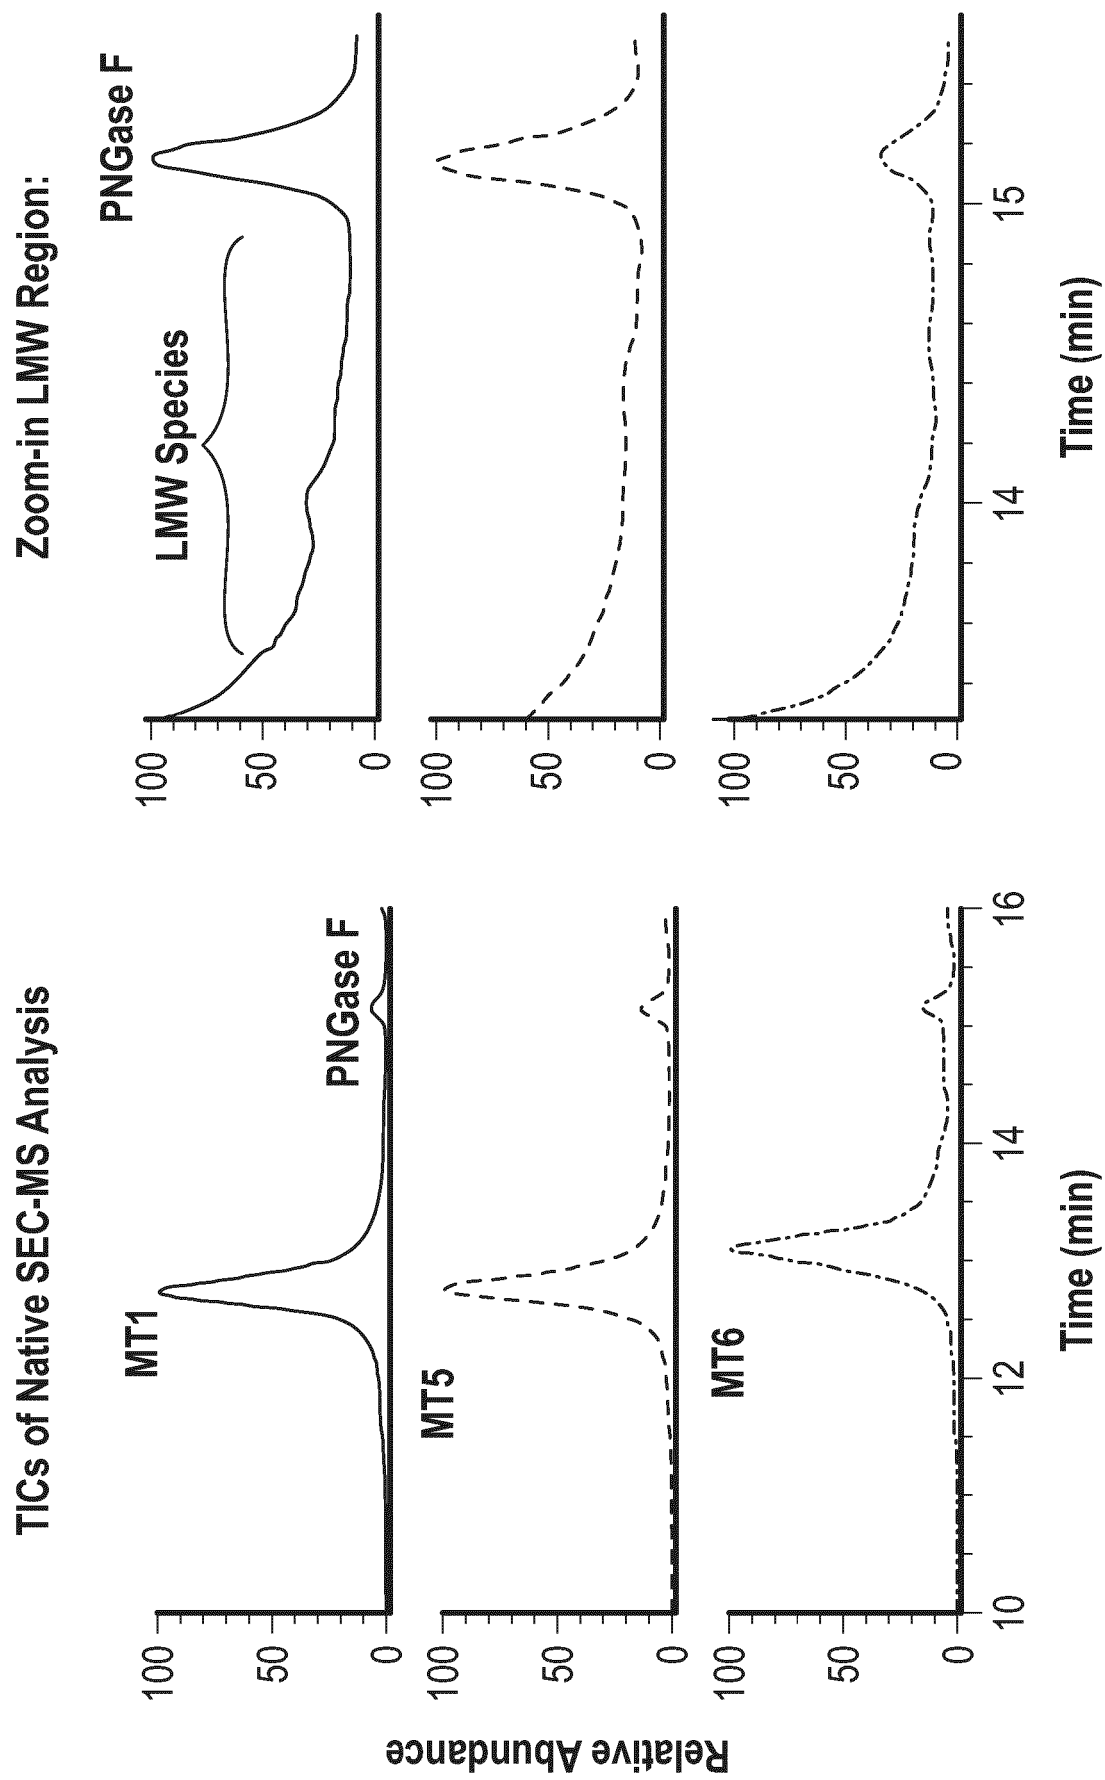 TICs of Native SEC-MS Analysis
Zoom-in LMW Region:
Relative Abundance
MT1
PNGase F
100
50
0
MT5
100
50
0
MT6
100
50
0
10
12
14
16
Time (min)
LMW Species
PNGase F
100
50
0
100
50
0
100
50
0
14
15
Time (min)